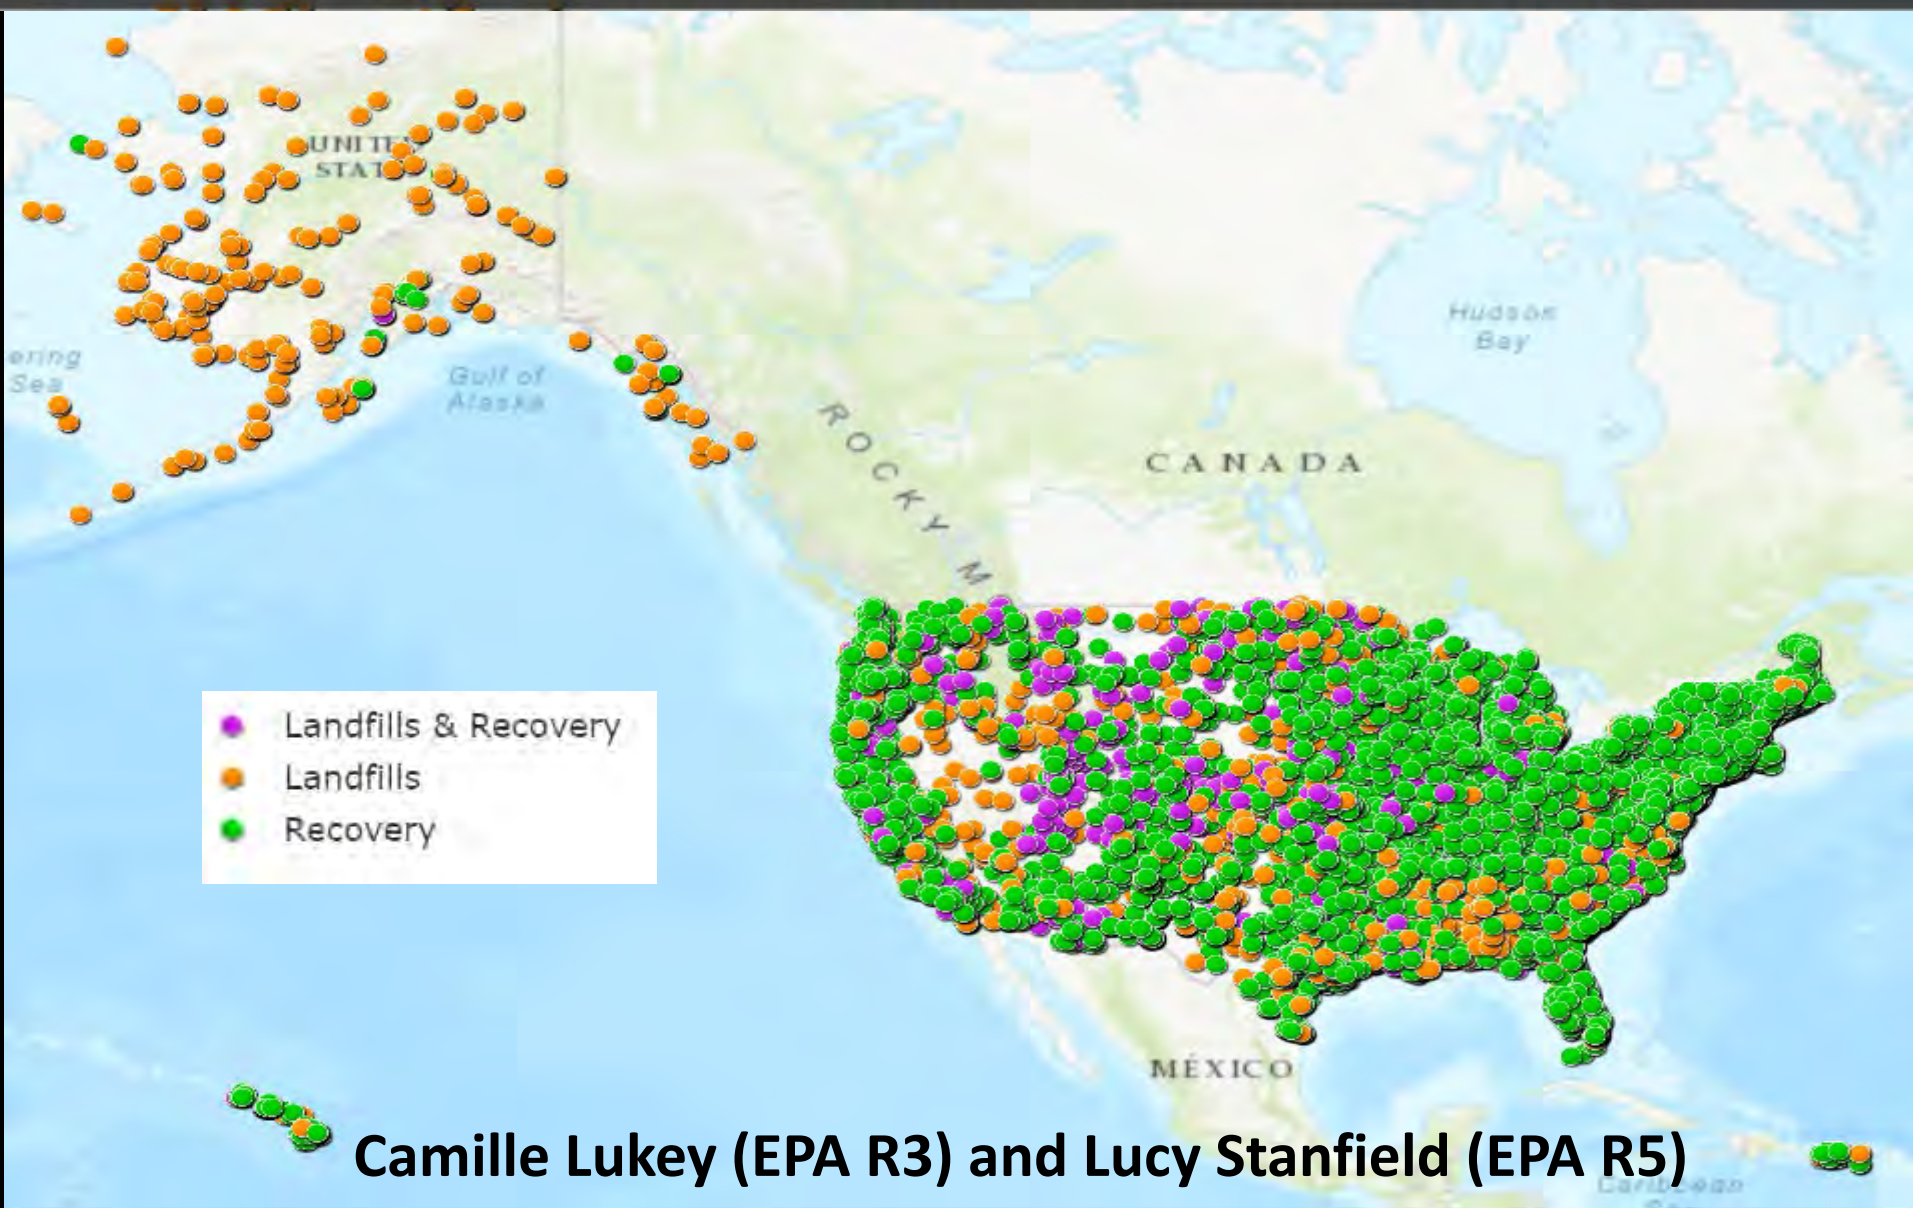 UNITE
STAT
Hudson
Bay
ering
Sea
Gulf of
Alaska
ROCKY M
CANADA
Landfills & Recovery
Landfills
Recovery
MÉXICO
Camille Lukey (EPA R3) and Lucy Stanfield (EPA R5)
Caribbean